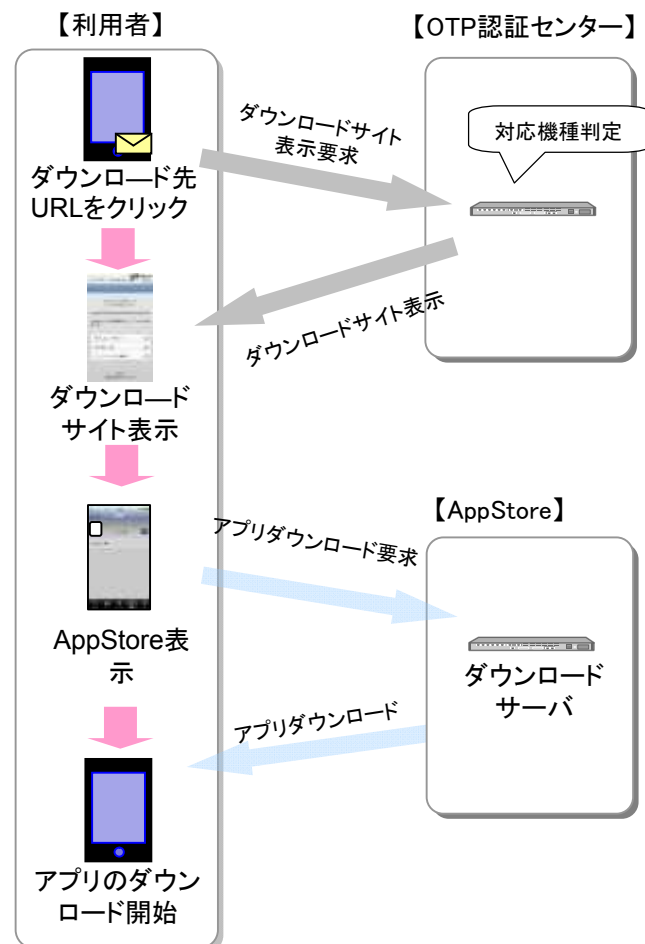 【利用者】
【OTP認証センター】
対応機種判定
ダウンロードサイト
表示要求
ダウンロ―ド先
URLをクリック
ダウンロードサイト表示
ダウンロ―ド
サイト表示
【AppStore】
アプリダウンロード要求
AppStore表
示
ダウンロード
サーバ
アプリダウンロード
アプリのダウン
ロード開始